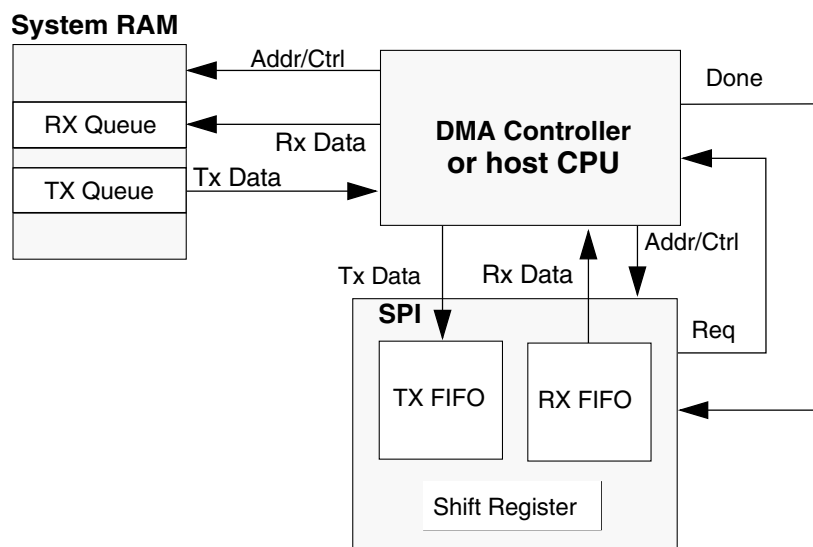 System RAM
Addr/Ctrl
Done
RX Queue
Rx Data
DMA Controller
or host CPU
TX Queue
Tx Data
Addr/Ctrl
Tx Data
Rx Data
SPI
Req
TX FIFO
RX FIFO
Shift Register